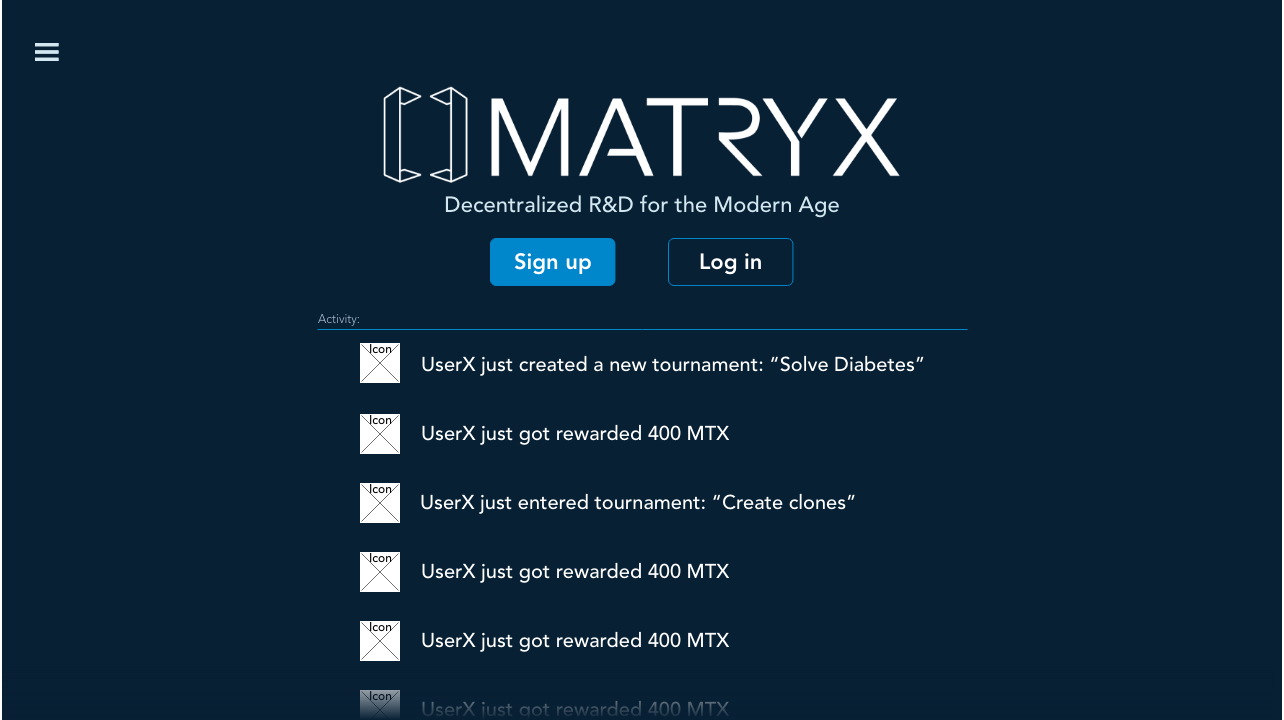 MATRYX
Decentralized R&D for the Modern Age
Sign up
Log in
Activity:
Icon
UserX just created a new tournament: “Solve Diabetes”
Icon
UserX just got rewarded 400 MTX
Icon
UserX just entered tournament: “Create clones”
Icon
UserX just got rewarded 400 MTX
Icon
UserX just got rewarded 400 MTX
Icon
UserX just got rewarded 400 MTX